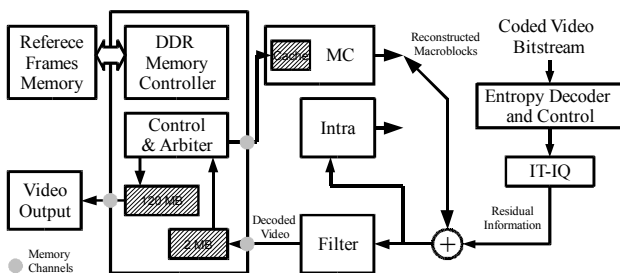 Referece
Frames
Memory
DDR
Memory
Controller
Cache
MC
Reconstructed
Macroblocks
Coded Video
Bitstream
Entropy Decoder
and Control
Control
& Arbiter
Intra
IT-IQ
Video
Output
120 MB
2 MB
Decoded
Video
Filter
+
Residual
Information
Memory
Channels